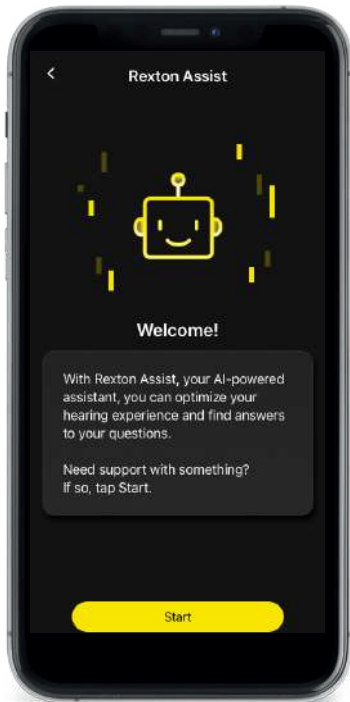 Rexton Assist
Welcome!
With Rexton Assist, your AI-powered
assistant, you can optimize your
hearing experience and find answers
to your questions.
Need support with something?
If so, tap Start.
Start